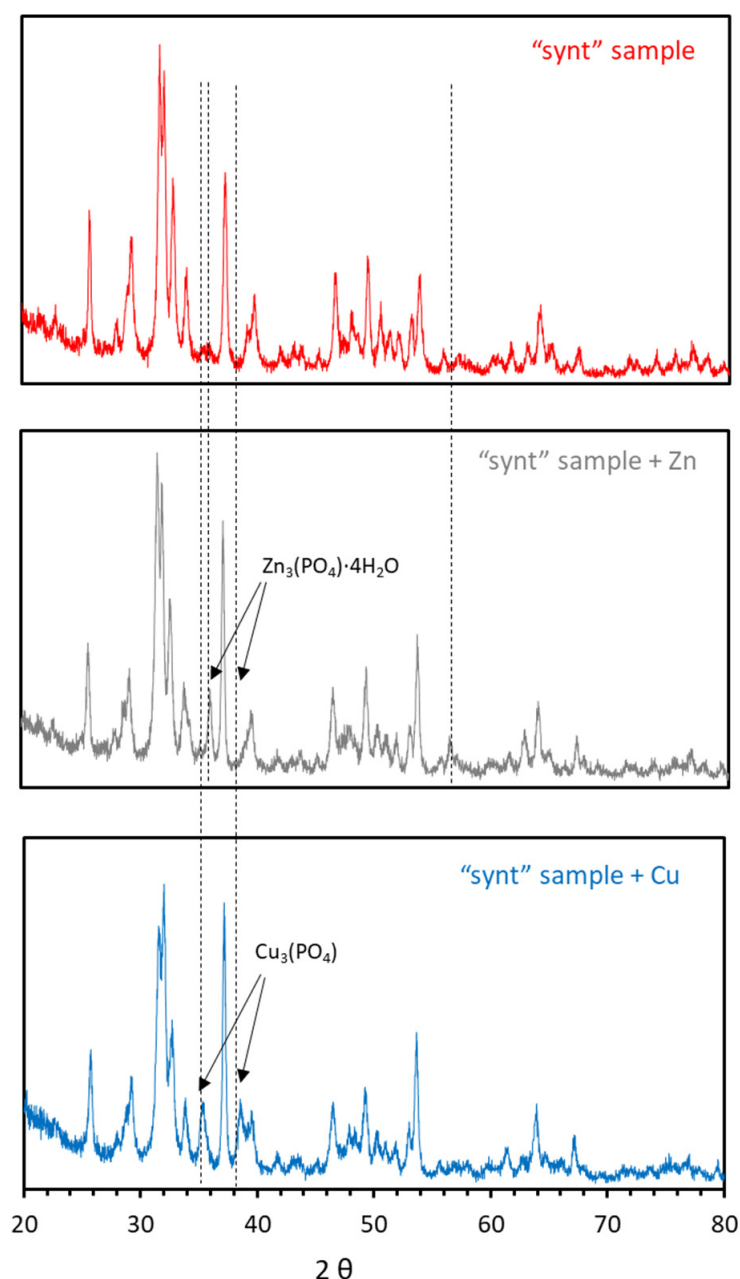 “synt” sample
“synt” sample + Zn
Zn₃(PO₄)·4H₂O
“synt” sample + Cu
Cu₃(PO₄)
20 30 40 50 60 70 80
2 θ